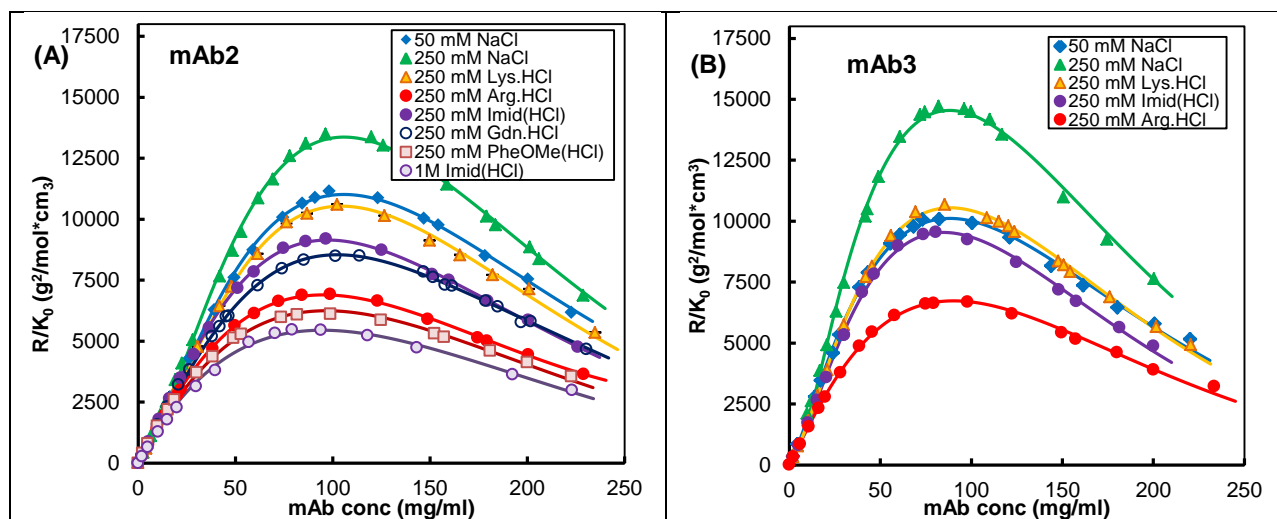 (A)
mAb2
50 mM NaCl
250 mM NaCl
250 mM Lys.HCl
250 mM Arg.HCl
250 mM Imid(HCl)
250 mM Gdn.HCl
250 mM PheOMe(HCl)
1M Imid(HCl)
R/K₀ (g²/mol*cm₃)
17500
15000
12500
10000
7500
5000
2500
0
0 50 100 150 200 250
mAb conc (mg/ml)
(B)
mAb3
50 mM NaCl
250 mM NaCl
250 mM Lys.HCl
250 mM Imid(HCl)
250 mM Arg.HCl
R/K₀ (g²/mol*cm³)
17500
15000
12500
10000
7500
5000
2500
0
0 50 100 150 200 250
mAb conc (mg/ml)